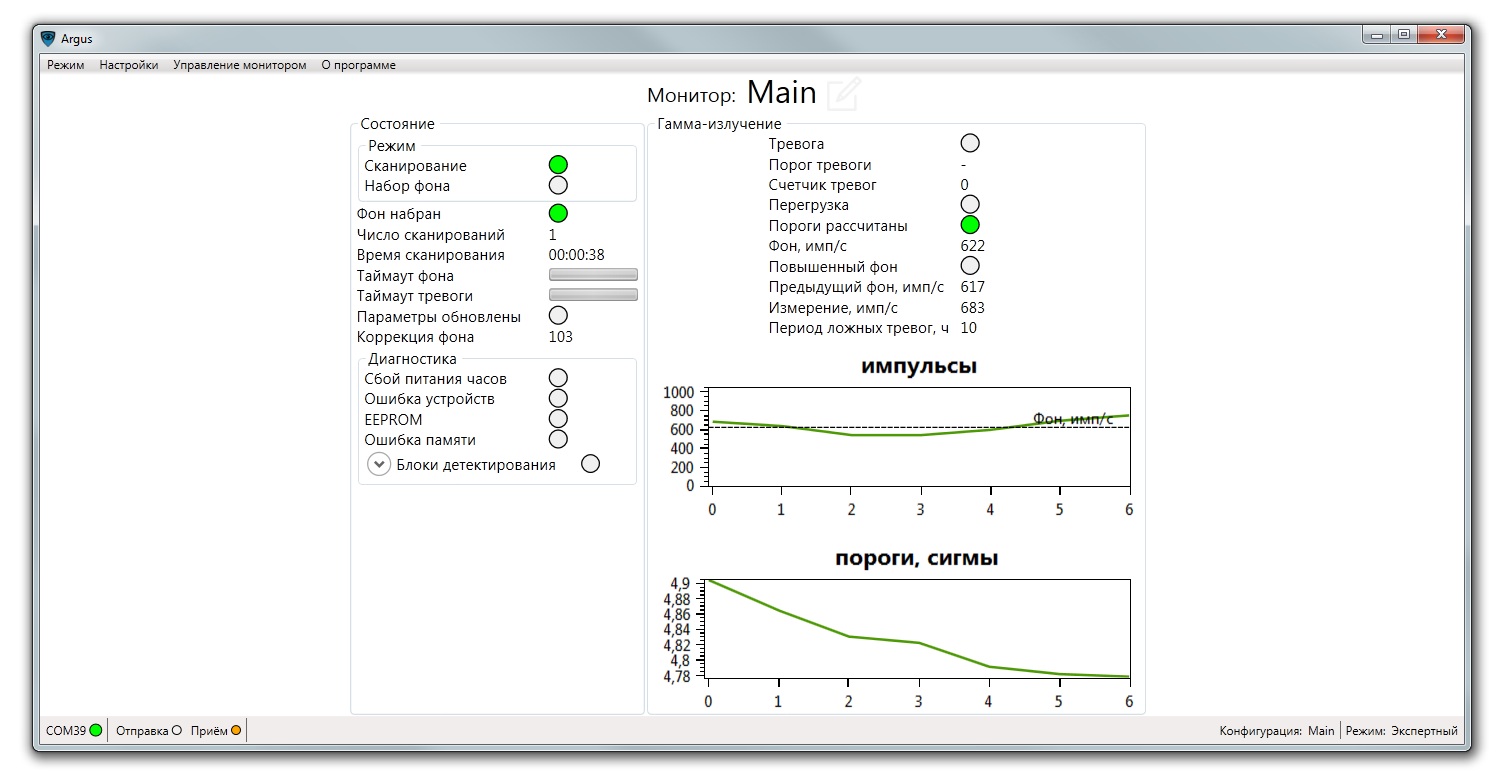 Argus
Режим Настройки Управление монитором О программе
Монитор: Main
Состояние
Режим
Сканирование
Набор фона
Фон набран
Число сканирований 1
Время сканирования 00:00:38
Таймаут фона
Таймаут тревоги
Параметры обновлены
Коррекция фона 103
Диагностика
Сбой питания часов
Ошибка устройств
EEPROM
Ошибка памяти
Блоки детектирования
Гамма-излучение
Тревога
Порог тревоги -
Счетчик тревог 0
Перегрузка
Пороги рассчитаны
Фон, имп/с 622
Повышенный фон
Предыдущий фон, имп/с 617
Измерение, имп/с 683
Период ложных тревог, ч 10
импульсы
1000
800
600
400
200
0
Фон, имп/с
0 1 2 3 4 5 6
пороги, сигмы
4,9
4,88
4,86
4,84
4,82
4,8
4,78
0 1 2 3 4 5 6
COM39 Отправка Приём Конфигурация: Main Режим: Экспертный